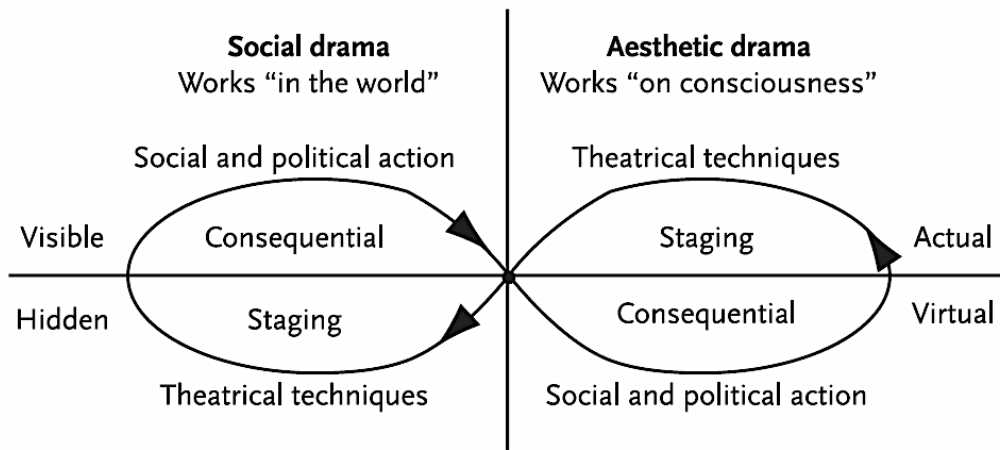 Social drama
Works “in the world”
Aesthetic drama
Works “on consciousness”
Social and political action
Theatrical techniques
Visible
Consequential
Staging
Actual
Hidden
Staging
Consequential
Virtual
Theatrical techniques
Social and political action